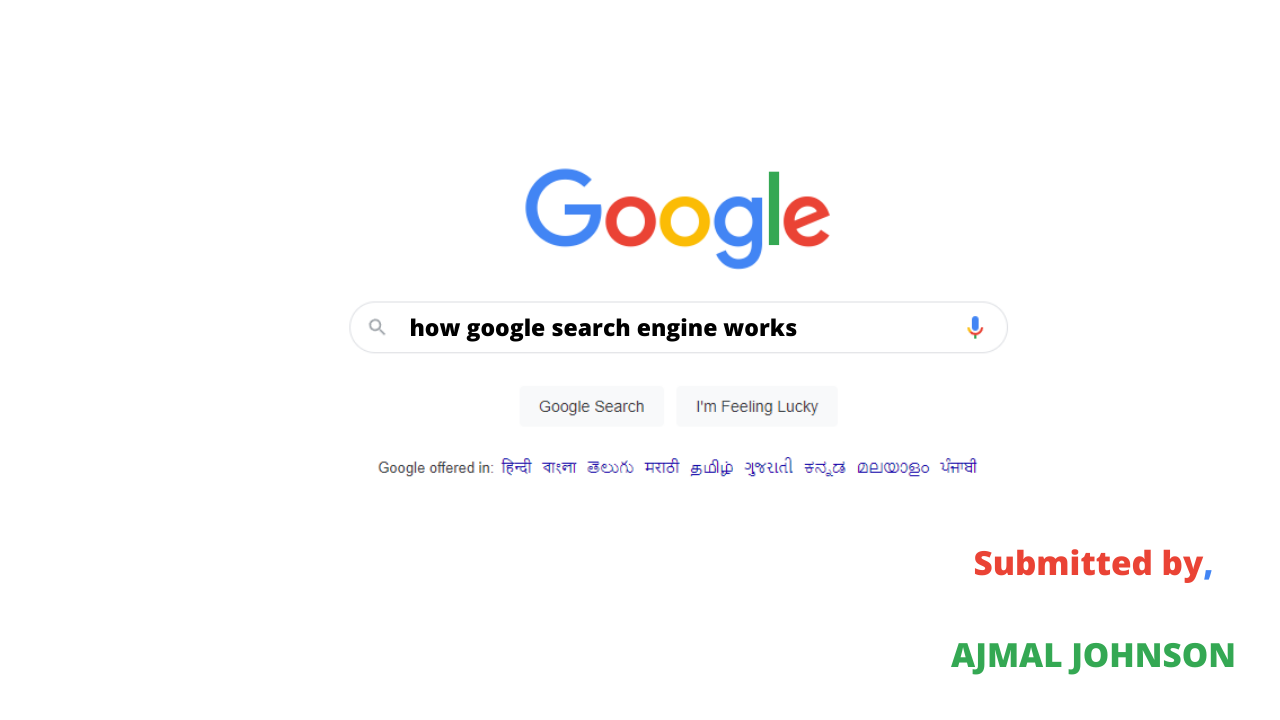 Google
how google search engine works
Google Search I'm Feeling Lucky
Google offered in: हिन्दी বাংলা తెలుగు मराठी தமிழ் ગુજરાતી ಕನ್ನಡ മലയാളം ਪੰਜਾਬੀ
Submitted by,
AJMAL JOHNSON